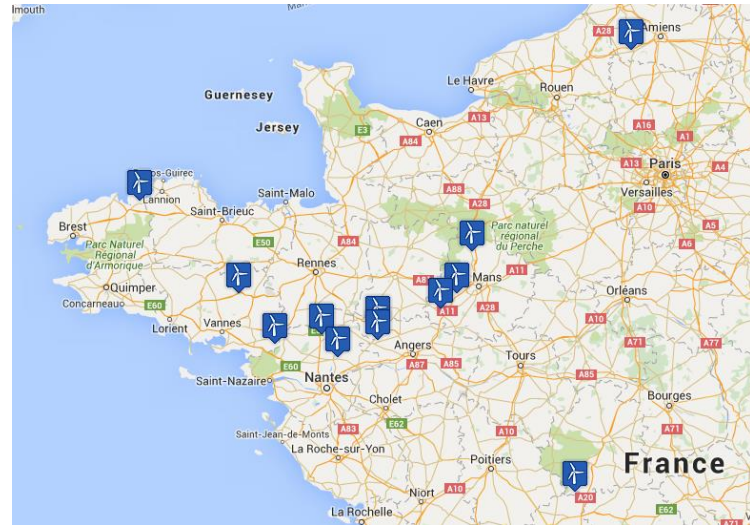 lmouth
Amiens
A28
Le Havre
Rouen
Guernesey
Caen
A13
A16
Jersey
E3
A84
A1
A13
Paris
A4
Versailles
os-Guirec
Lannion
Saint-Malo
A88
A28
A10
Saint-Brieuc
A5
Brest
Parc Naturel
Régional
d'Armorique
E50
A84
Parc naturel
régional
du Perche
A6
Rennes
A11
Quimper
Mans
Orléans
Concarneau
E60
A11
A28
Lorient
Vannes
A10
A71
A77
Angers
E60
A87
A85
Tours
Saint-Nazaire
Nantes
A85
Bourges
Cholet
E62
A83
A10
A71
Saint-Jean-de-Monts
La Roche-sur-Yon
Poitiers
France
Niort
A10
A20
E62
La Rochelle
A71